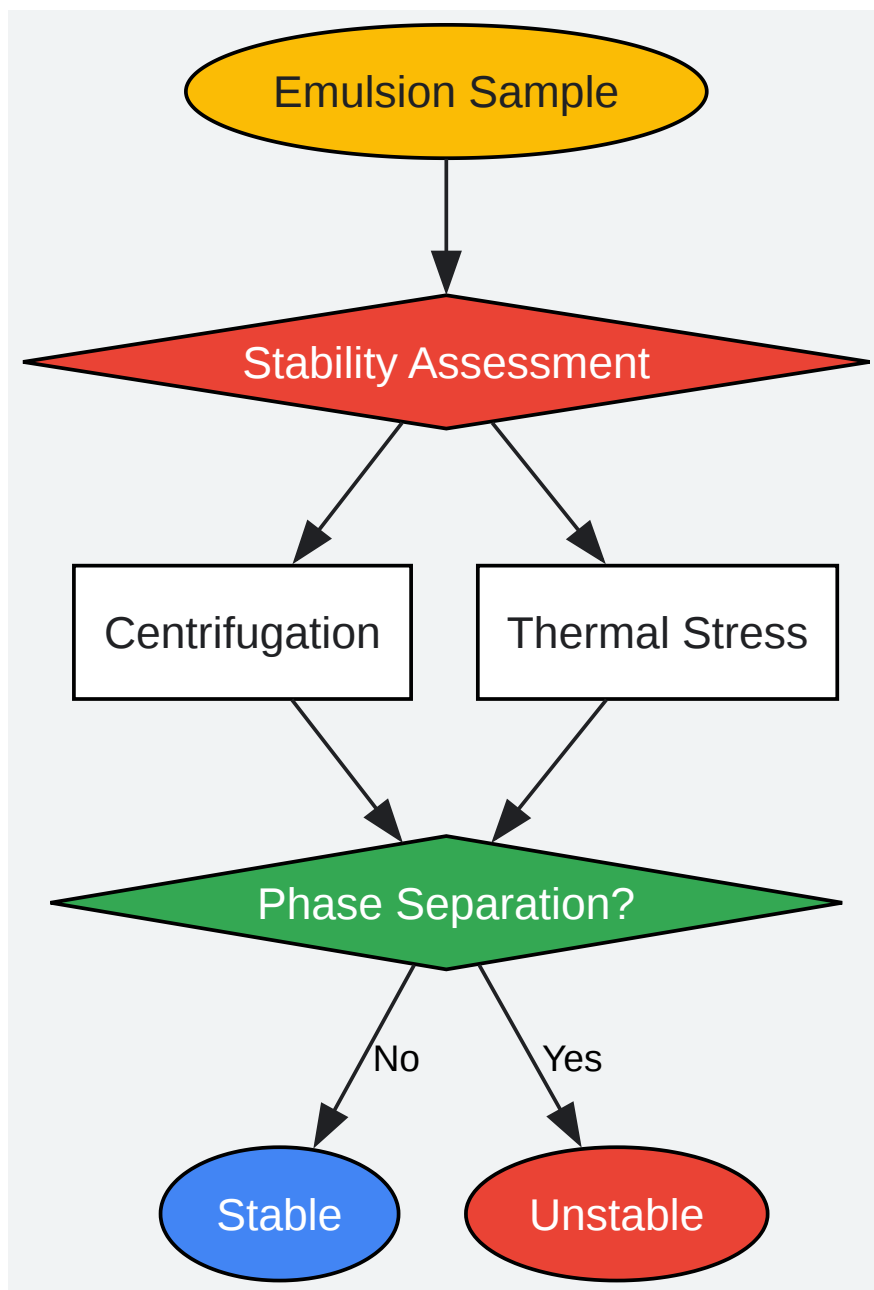 Emulsion Sample
Stability Assessment
Centrifugation
Thermal Stress
Phase Separation?
No
Yes
Stable
Unstable